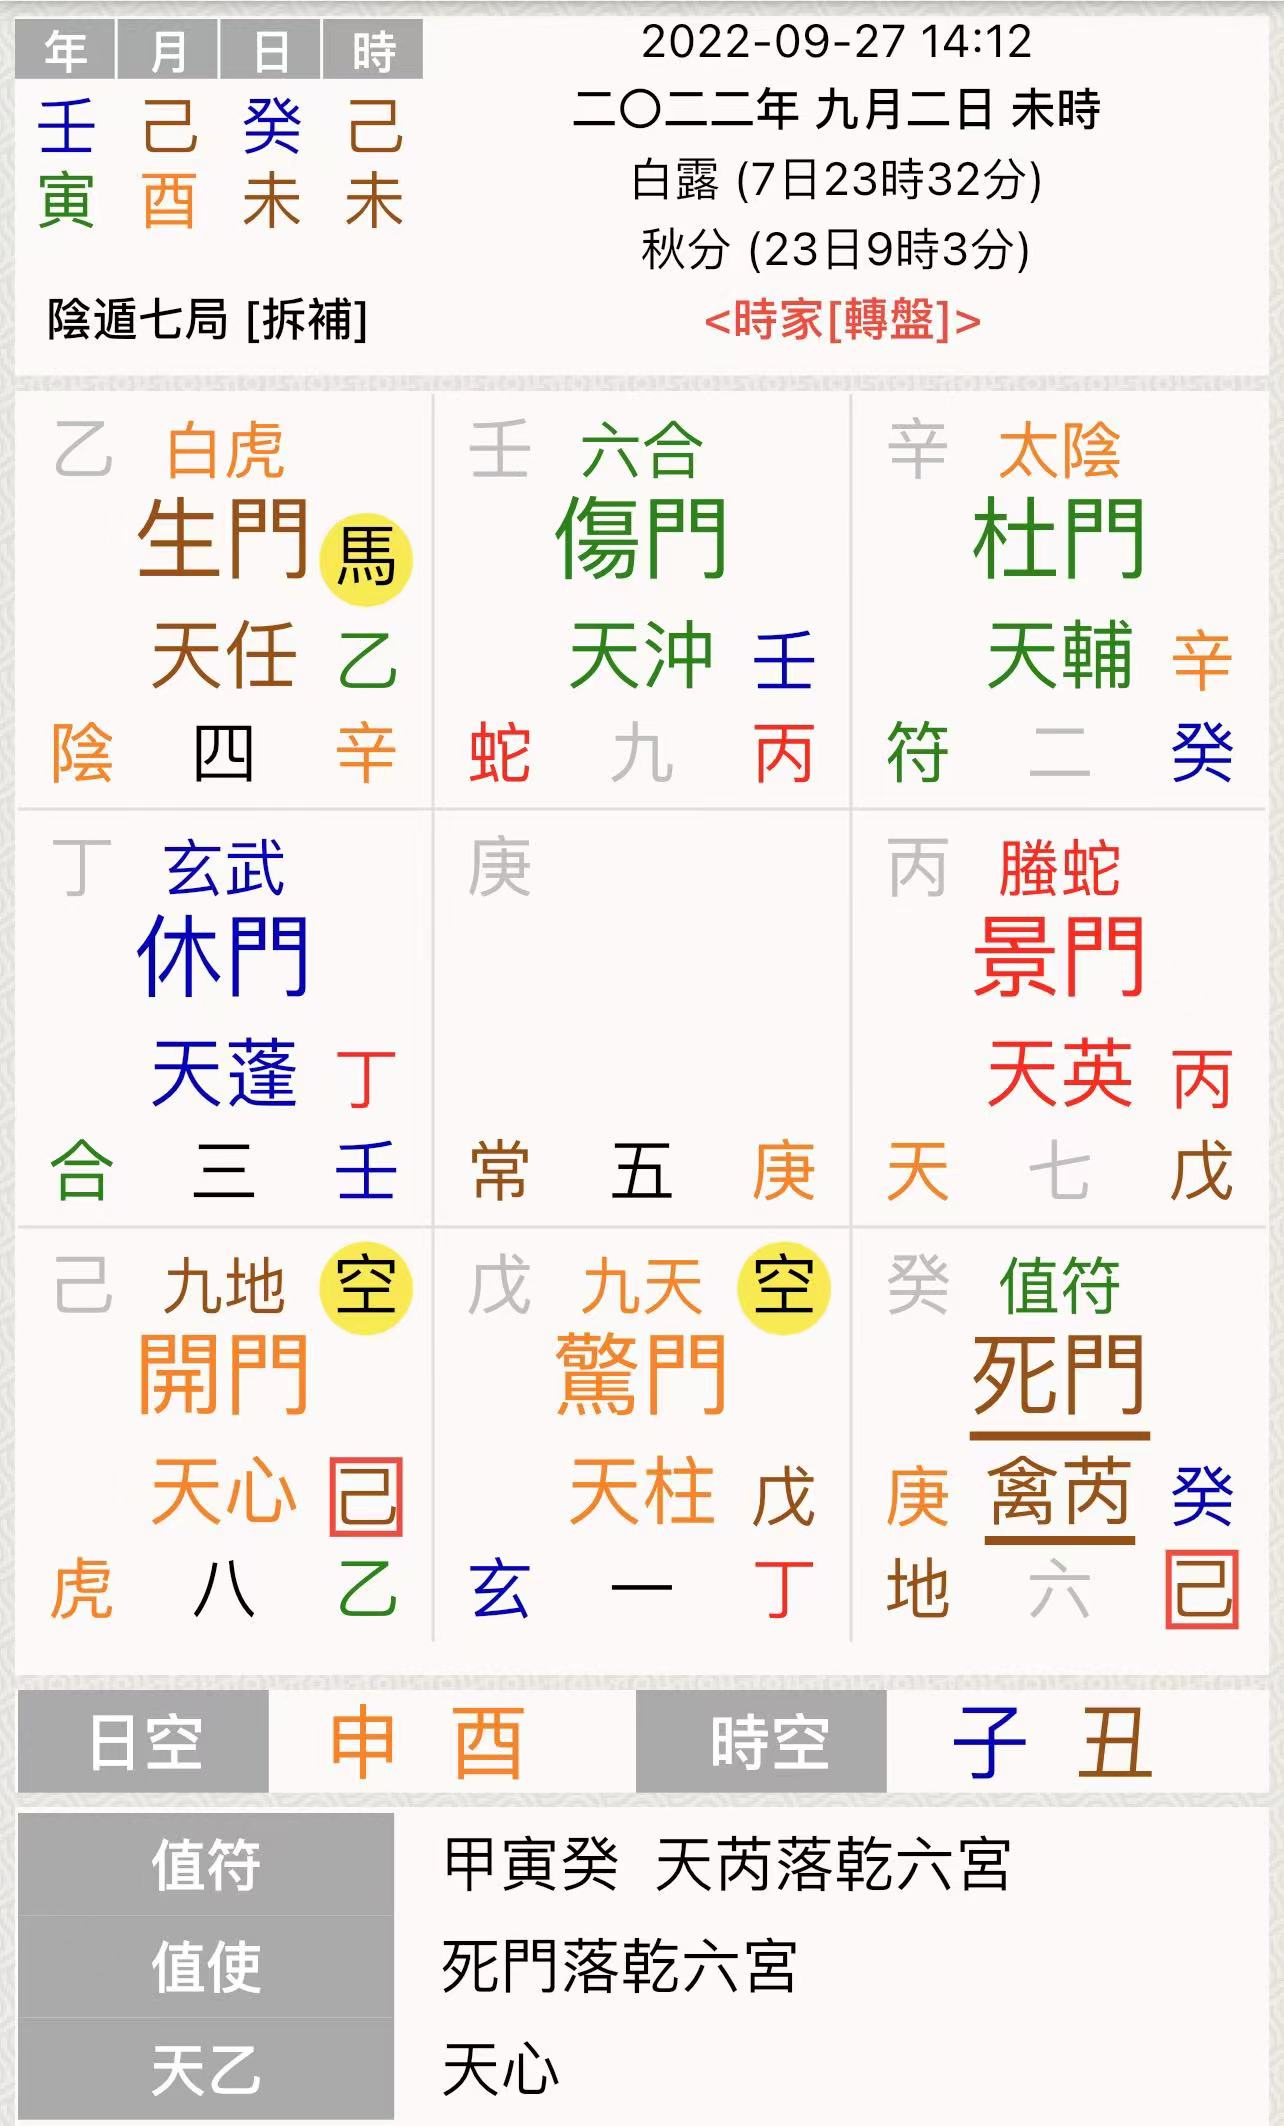 年 月 日 時
壬 己 癸 己
寅 酉 未 未
2022-09-27 14:12
二〇二二年 九月二日 未時
白露 (7日23時32分)
秋分 (23日9時3分)
陰遁七局 [拆補]
<時家[轉盤]>
乙 白虎
生門 馬
天任 乙
陰 四 辛
壬 六合
傷門
天沖 壬
蛇 九 丙
辛 太陰
杜門
天輔 辛
符 二 癸
丁 玄武
休門
天蓬 丁
合 三 壬
庚
常 五 庚
丙 螣蛇
景門
天英 丙
天 七 戊
己 九地 空
開門
天心 己
虎 八 乙
戊 九天 空
驚門
天柱 戊
玄 一 丁
癸 值符
死門
庚 禽芮 癸
地 六 己
日空 申 酉 時空 子 丑
值符 甲寅癸 天芮落乾六宮
值使 死門落乾六宮
天乙 天心